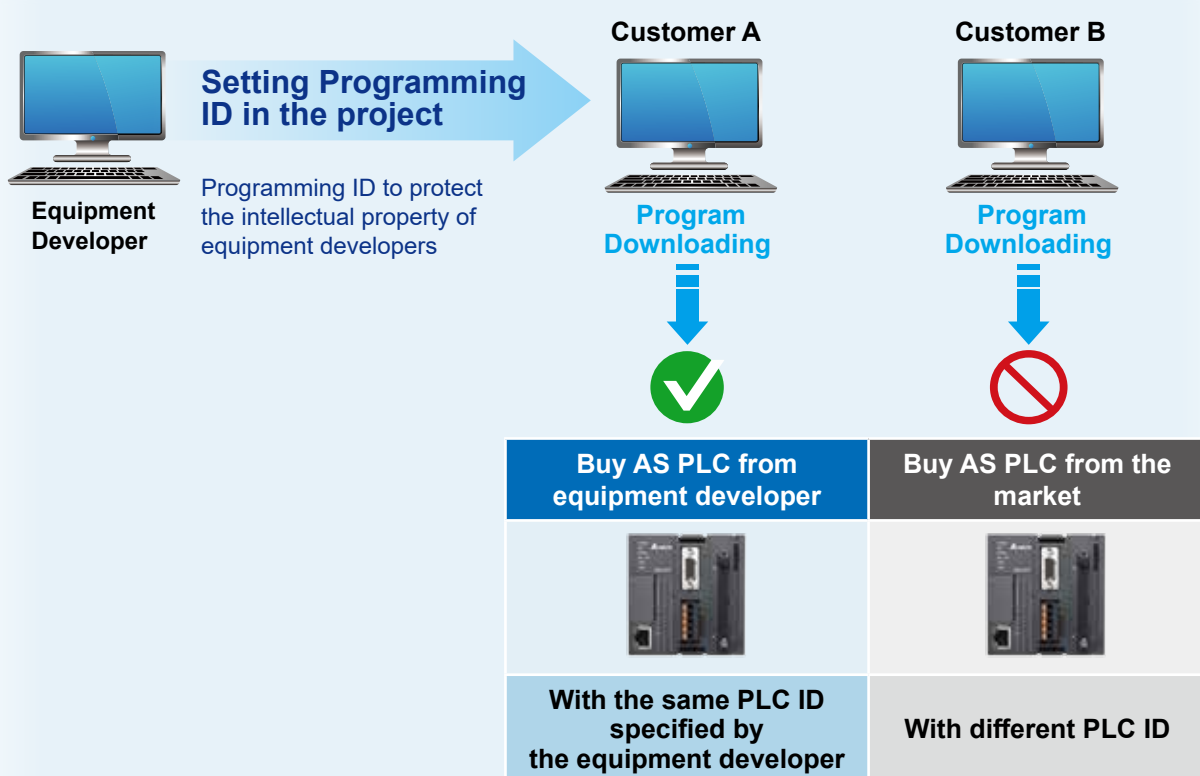 Customer A
Customer B
Setting Programming
ID in the project
Programming ID to protect
the intellectual property of
equipment developers
Equipment
Developer
Program
Downloading
Program
Downloading
Buy AS PLC from
equipment developer
Buy AS PLC from the
market
With the same PLC ID
specified by
the equipment developer
With different PLC ID